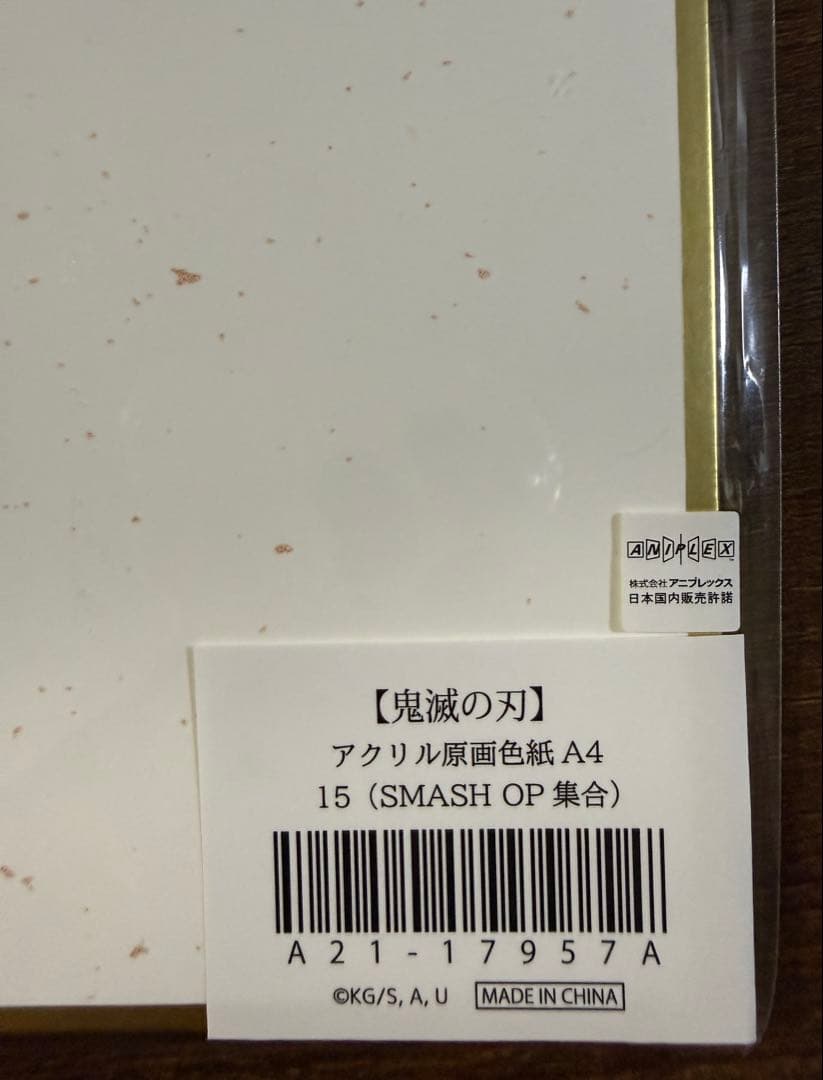 ANIPLEX™
株式会社アニプレックス
日本国内販売許諾
【鬼滅の刃】
アクリル原画色紙 A4
15（SMASH OP 集合）
A21-17957A
©KG/S, A, U MADE IN CHINA